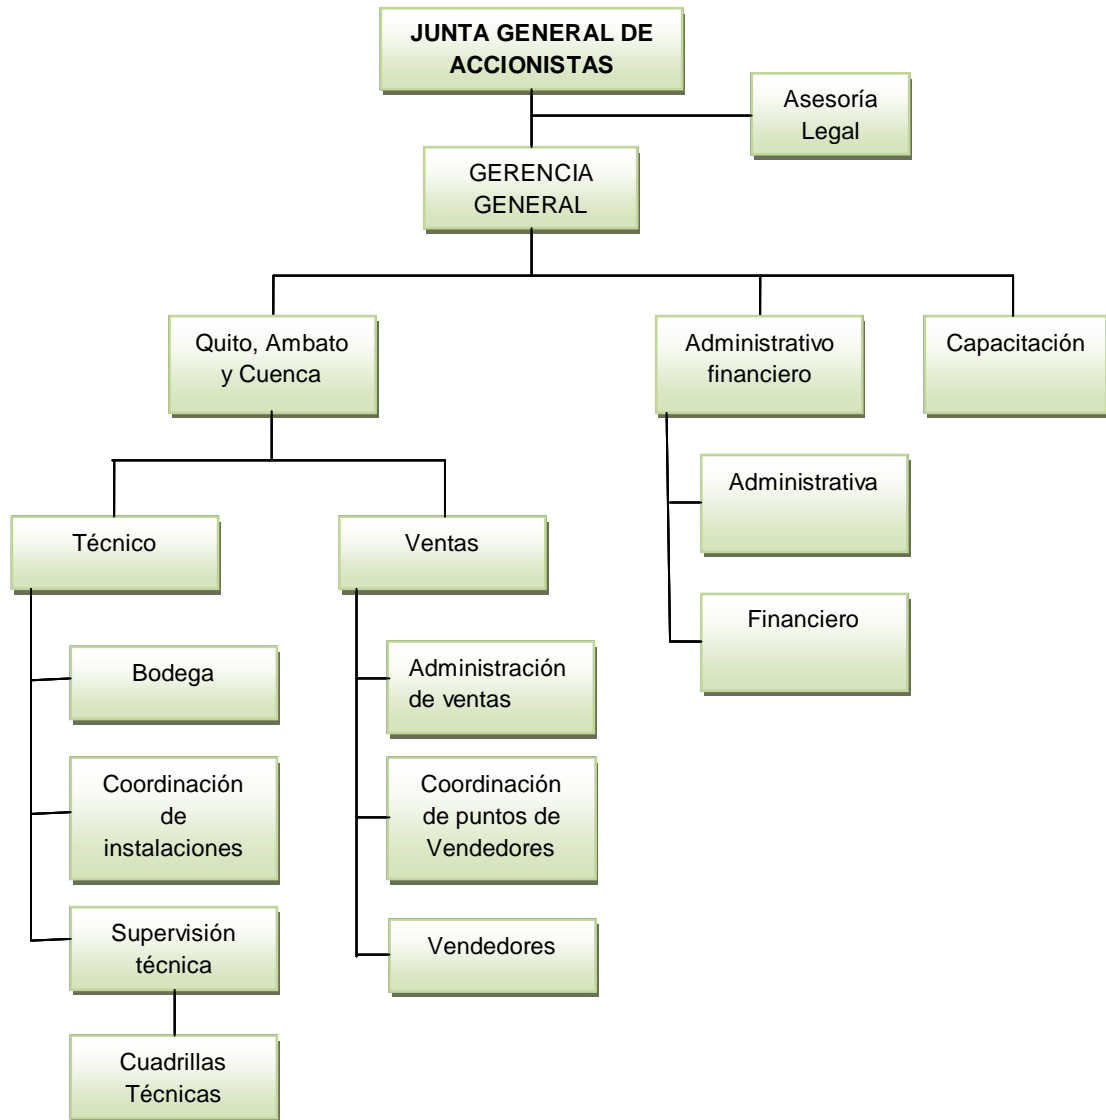 JUNTA GENERAL DE
ACCIONISTAS
Asesoría
Legal
GERENCIA
GENERAL
Quito, Ambato
y Cuenca
Administrativo
financiero
Capacitación
Administrativa
Financiero
Técnico
Ventas
Bodega
Coordinación
de
instalaciones
Supervisión
técnica
Cuadrillas
Técnicas
Administración
de ventas
Coordinación
de puntos de
Vendedores
Vendedores